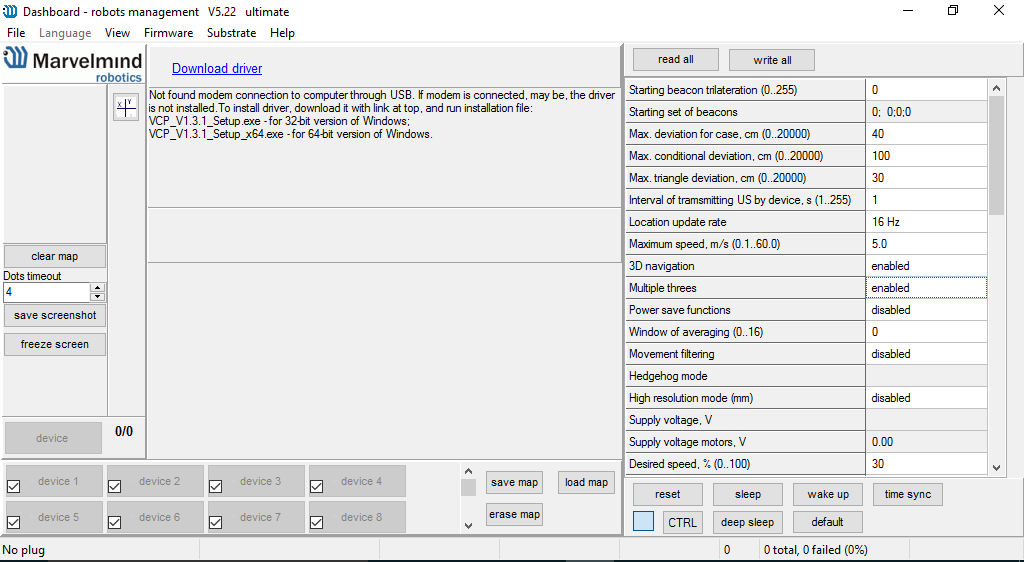 Dashboard - robots management V5.22 ultimate
File Language View Firmware Substrate Help
Marvelmind
robotics
Download driver
Not found modem connection to computer through USB. If modem is connected, may be, the driver
is not installed.To install driver, download it with link at top, and run installation file:
VCP_V1.3.1_Setup.exe - for 32-bit version of Windows;
VCP_V1.3.1_Setup_x64.exe - for 64-bit version of Windows.
X Y
clear map
Dots timeout
4
save screenshot
freeze screen
device
0/0
read all write all
Starting beacon trilateration (0..255) 0
Starting set of beacons 0; 0;0;0
Max. deviation for case, cm (0..20000) 40
Max. conditional deviation, cm (0..20000) 100
Max. triangle deviation, cm (0..20000) 30
Interval of tramsmitting US by device, s (1..255) 1
Location update rate 16 Hz
Maximum speed, m/s (0.1..60.0) 5.0
3D navigation enabled
Multiple threes enabled
Power save functions disabled
Window of averaging (0..16) 0
Movement filtering disabled
Hedgehog mode
High resolution mode (mm) disabled
Supply voltage, V
Supply voltage motors, V 0.00
Desired speed, % (0..100) 30
device 1 device 2 device 3 device 4
device 5 device 6 device 7 device 8
save map load map
erase map
reset sleep wake up time sync
CTRL deep sleep default
No plug 0 0 total, 0 failed (0%)